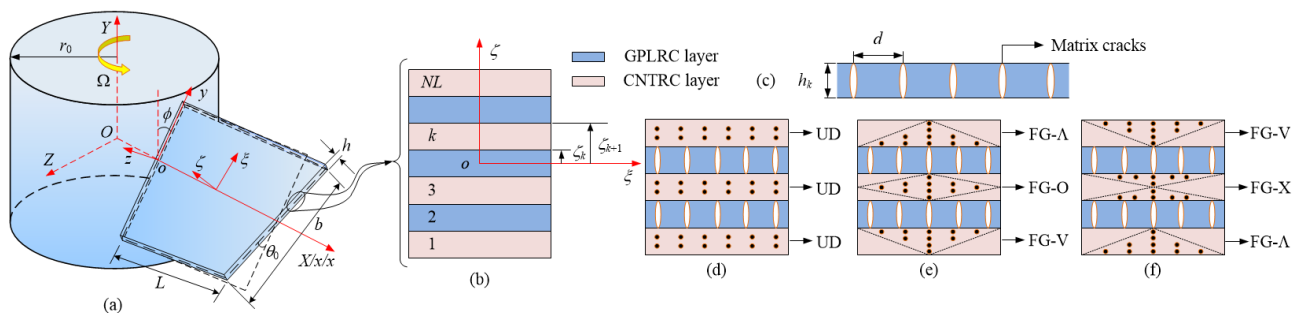 Y
r₀
Ω
y
ϕ
O
Z
z
o
ζ
ξ
h
b
θ₀
X/x/x
L
(a)
ζ
NL
k
o
3
2
1
ζₖ
ζₖ₊₁
ξ
(b)
GPLRC layer
CNTRC layer
d
Matrix cracks
(c)
hₖ
UD
UD
UD
(d)
FG-Λ
FG-O
FG-V
(e)
FG-V
FG-X
FG-Λ
(f)